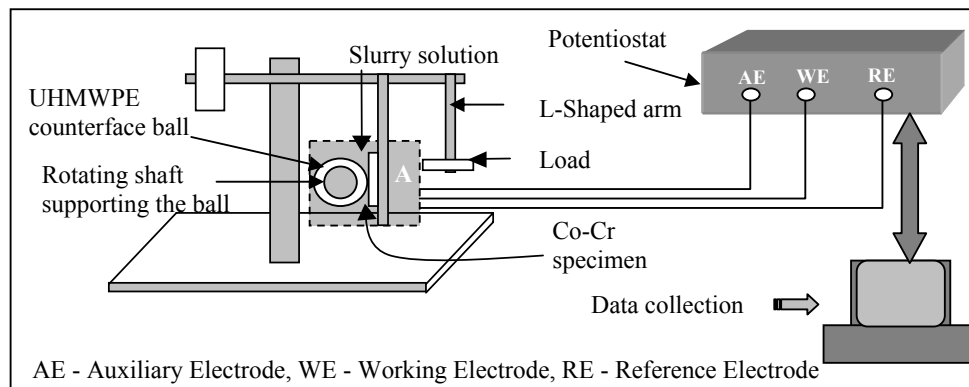 Slurry solution
Potentiostat
AE WE RE
UHMWPE
counterface ball
L-Shaped arm
Load
A
Rotating shaft
supporting the ball
Co-Cr
specimen
Data collection
AE - Auxiliary Electrode, WE - Working Electrode, RE - Reference Electrode